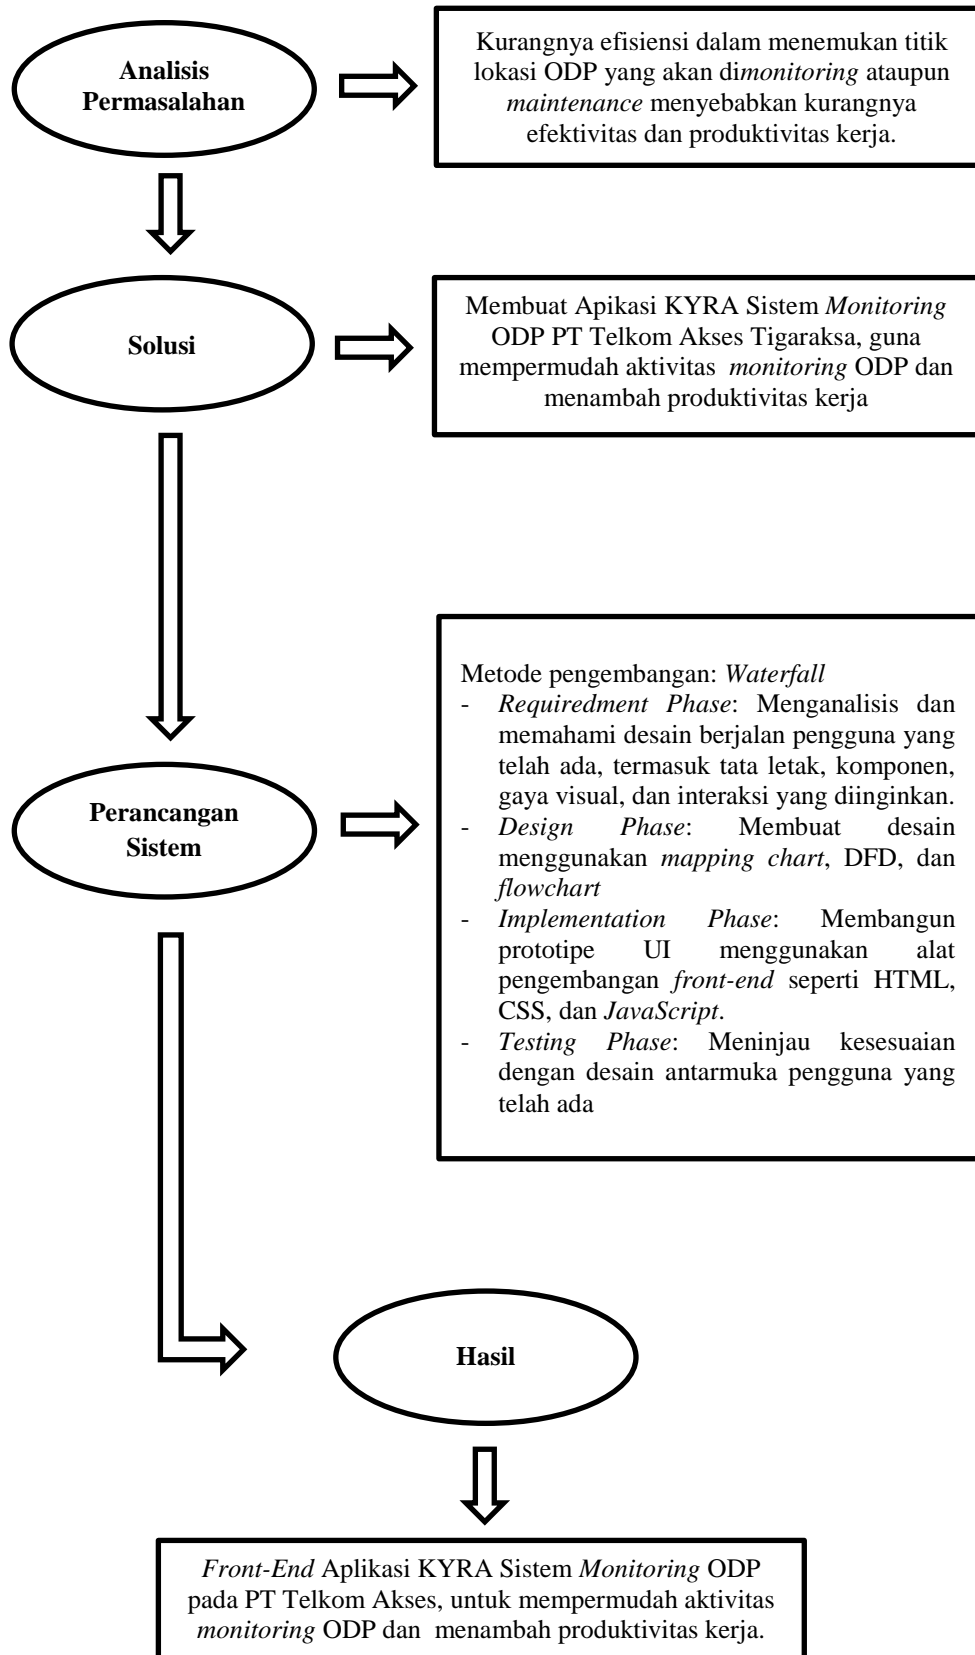 Analisis
Permasalahan
Kurangnya efisiensi dalam menemukan titik
lokasi ODP yang akan dimonitoring ataupun
maintenance menyebabkan kurangnya
efektivitas dan produktivitas kerja.
Solusi
Membuat Apikasi KYRA Sistem Monitoring
ODP PT Telkom Akses Tigaraksa, guna
mempermudah aktivitas monitoring ODP dan
menambah produktivitas kerja
Perancangan
Sistem
Metode pengembangan: Waterfall
- Requiredment Phase: Menganalisis dan
memahami desain berjalan pengguna yang
telah ada, termasuk tata letak, komponen,
gaya visual, dan interaksi yang diinginkan.
- Design Phase: Membuat desain
menggunakan mapping chart, DFD, dan
flowchart
- Implementation Phase: Membangun
prototipe UI menggunakan alat
pengembangan front-end seperti HTML,
CSS, dan JavaScript.
- Testing Phase: Meninjau kesesuaian
dengan desain antarmuka pengguna yang
telah ada
Hasil
Front-End Aplikasi KYRA Sistem Monitoring ODP
pada PT Telkom Akses, untuk mempermudah aktivitas
monitoring ODP dan menambah produktivitas kerja.